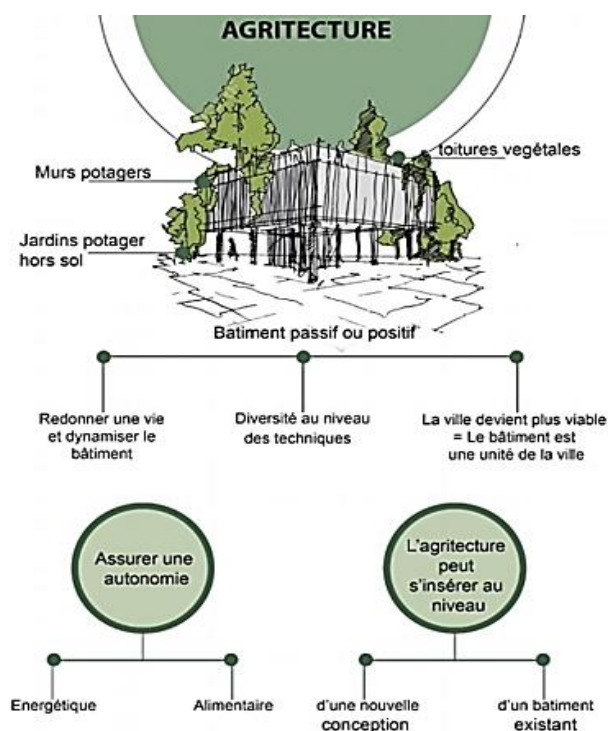 AGRITECTURE
toitures vegétales
Murs potagers
Jardins potager
hors sol
Batiment passif ou positif
Redonner une vie
et dynamiser le
bâtiment
Diversité au niveau
des techniques
La ville devient plus viable
= Le bâtiment est
une unité de la ville
Assurer une
autonomie
L'agritecture
peut
s'insérer au
niveau
Energétique
Alimentaire
d'une nouvelle
conception
d'un batiment
existant